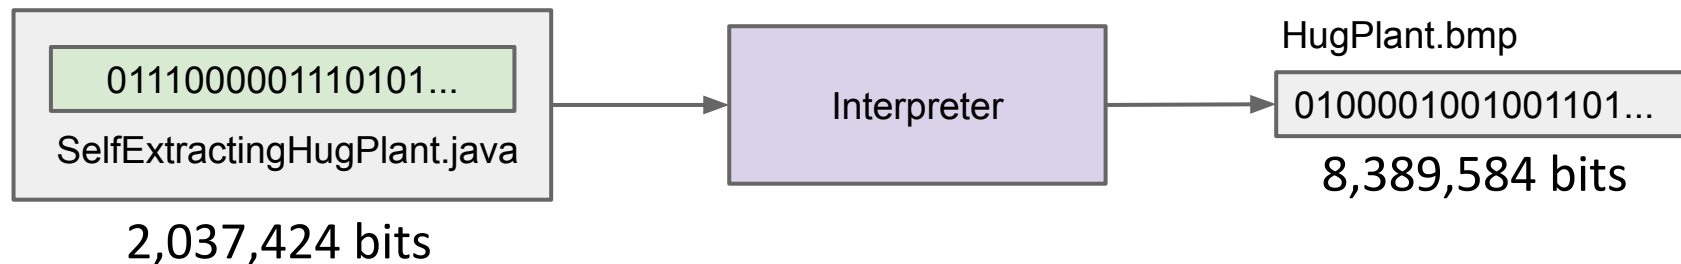 0111000001110101...
SelfExtractingHugPlant.java
2,037,424 bits
Interpreter
HugPlant.bmp
0100001001001101...
8,389,584 bits